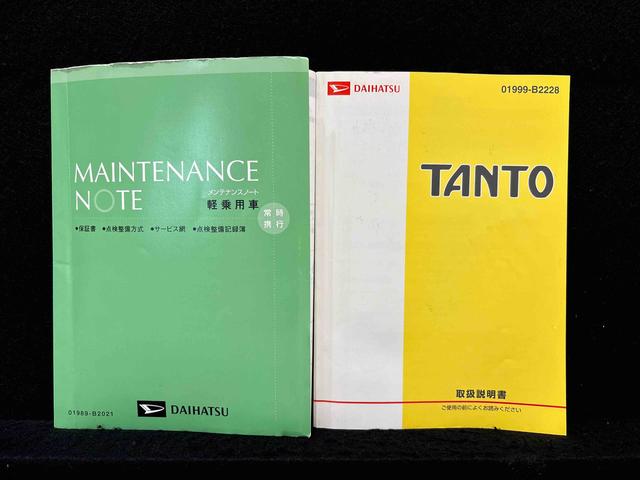 MAINTENANCE
NOTE
メンテナンスノート
軽乗用車
常時
携行
•保証書 •点検整備方式 •サービス網 •点検整備記録簿
01989-B2021
DAIHATSU
DAIHATSU
01999-B2228
TANTO
取扱説明書
ご使用の前によくお読みください